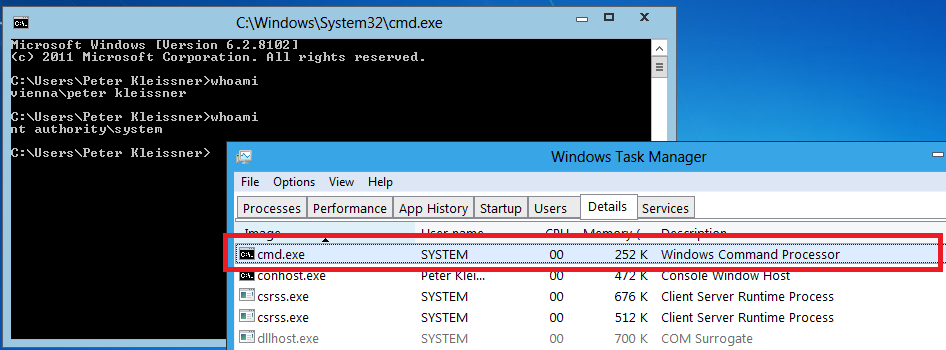 C:\Windows\System32\cmd.exe
Microsoft Windows [Version 6.2.8102]
(c) 2011 Microsoft Corporation. All rights reserved.
C:\Users\Peter Kleissner>whoami
vienna\peter kleissner
C:\Users\Peter Kleissner>whoami
nt authority\system
C:\Users\Peter Kleissner>
Windows Task Manager
File Options View Help
Processes Performance App History Startup Users Details Services
Image User name CPU Memory ( Description
cmd.exe SYSTEM 00 252 K Windows Command Processor
conhost.exe Peter Klei... 00 472 K Console Window Host
csrss.exe SYSTEM 00 676 K Client Server Runtime Process
csrss.exe SYSTEM 00 512 K Client Server Runtime Process
dllhost.exe SYSTEM 00 700 K COM Surrogate